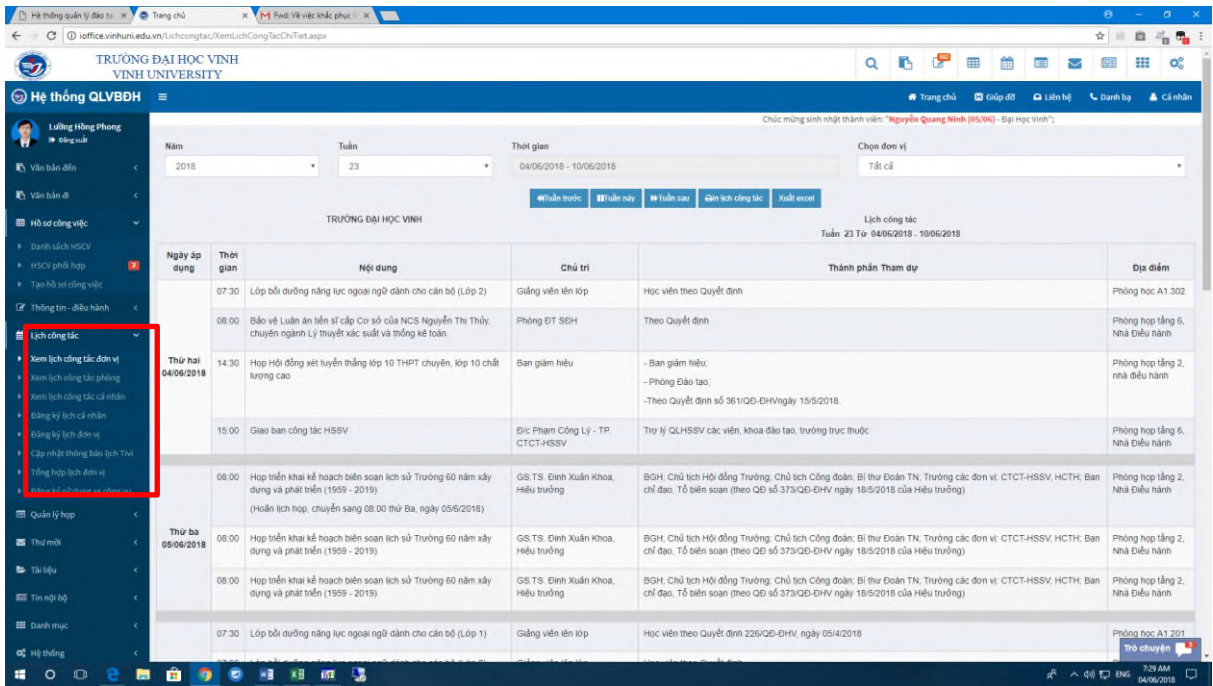 Hệ thống quản lý đào tạ
Trang chủ
Fwd: Về việc khắc phục l
ioffice.vinhuni.edu.vn/Lichcongtac/XemLichCongTacChiTiet.aspx
TRƯỜNG ĐẠI HỌC VINH
VINH UNIVERSITY
Hệ thống QLVBĐH
Trang chủ Giúp đỡ Liên hệ Danh bạ Cá nhân
Lường Hồng Phong
Đăng xuất
Chúc mừng sinh nhật thành viên: "Nguyễn Quang Ninh (05/06) - Đại Học Vinh";
Năm Tuần Thời gian Chọn đơn vị
2018 23 04/06/2018 - 10/06/2018 Tất cả
Tuần trước Tuần này Tuần sau In lịch công tác Xuất excel
TRƯỜNG ĐẠI HỌC VINH
Lịch công tác
Tuần 23 Từ 04/06/2018 - 10/06/2018
Văn bản đến
Văn bản đi
Hồ sơ công việc
Danh sách HSCV
HSCV phối hợp
Tạo hồ sơ công việc
Thông tin - điều hành
Lịch công tác
Xem lịch công tác đơn vị
Xem lịch công tác phòng
Xem lịch công tác cá nhân
Đăng ký lịch cá nhân
Đăng ký lịch đơn vị
Cập nhật thông báo lịch Tivi
Tổng hợp lịch đơn vị
Đăng ký sử dụng xe công vụ
Quản lý họp
Thư mời
Tài liệu
Tin nội bộ
Danh mục
Hệ thống
Ngày áp dụng Thời gian Nội dung Chủ trì Thành phần Tham dự Địa điểm
Thứ hai
04/06/2018
07:30 Lớp bồi dưỡng năng lực ngoại ngữ dành cho cán bộ (Lớp 2) Giảng viên lên lớp Học viên theo Quyết định Phòng học A1.302
08:00 Bảo vệ Luận án tiến sĩ cấp Cơ sở của NCS Nguyễn Thị Thủy, Phòng ĐT SĐH Theo Quyết định Phòng họp tầng 6,
chuyên ngành Lý thuyết xác suất và thống kê toán. Nhà Điều hành
14:30 Họp Hội đồng xét tuyển thẳng lớp 10 THPT chuyên, lớp 10 chất Ban giám hiệu - Ban giám hiệu; Phòng họp tầng 2,
lượng cao - Phòng Đào tạo; nhà điều hành
-Theo Quyết định số 361/QĐ-ĐHVngày 15/5/2018.
15:00 Giao ban công tác HSSV Đ/c Phạm Công Lý - TP. Trợ lý QLHSSV các viện, khoa đào tạo, trường trực thuộc Phòng họp tầng 6,
CTCT-HSSV Nhà Điều hành
Thứ ba
05/06/2018
08:00 Họp triển khai kế hoạch biên soạn lịch sử Trường 60 năm xây GS.TS. Đinh Xuân Khoa, BGH; Chủ tịch Hội đồng Trường; Chủ tịch Công đoàn; Bí thư Đoàn TN; Trưởng các đơn vị: CTCT-HSSV, HCTH; Ban Phòng họp tầng 2,
dựng và phát triển (1959 - 2019) Hiệu trưởng chỉ đạo, Tổ biên soạn (theo QĐ số 373/QĐ-ĐHV ngày 18/5/2018 của Hiệu trưởng) Nhà Điều hành
(Hoãn lịch họp, chuyển sang 08:00 thứ Ba, ngày 05/6/2018)
08:00 Họp triển khai kế hoạch biên soạn lịch sử Trường 60 năm xây GS.TS. Đinh Xuân Khoa, BGH; Chủ tịch Hội đồng Trường; Chủ tịch Công đoàn; Bí thư Đoàn TN; Trưởng các đơn vị: CTCT-HSSV, HCTH; Ban Phòng họp tầng 2,
dựng và phát triển (1959 - 2019) Hiệu trưởng chỉ đạo, Tổ biên soạn (theo QĐ số 373/QĐ-ĐHV ngày 18/5/2018 của Hiệu trưởng) Nhà Điều hành
08:00 Họp triển khai kế hoạch biên soạn lịch sử Trường 60 năm xây GS.TS. Đinh Xuân Khoa, BGH; Chủ tịch Hội đồng Trường; Chủ tịch Công đoàn; Bí thư Đoàn TN; Trưởng các đơn vị: CTCT-HSSV, HCTH; Ban Phòng họp tầng 2,
dựng và phát triển (1959 - 2019) Hiệu trưởng chỉ đạo, Tổ biên soạn (theo QĐ số 373/QĐ-ĐHV ngày 18/5/2018 của Hiệu trưởng) Nhà Điều hành
07:30 Lớp bồi dưỡng năng lực ngoại ngữ dành cho cán bộ (Lớp 1) Giảng viên lên lớp Học viên theo Quyết định 226/QĐ-ĐHV, ngày 05/4/2018 Phòng học A1.201
Trò chuyện
ENG 7:29 AM
04/06/2018